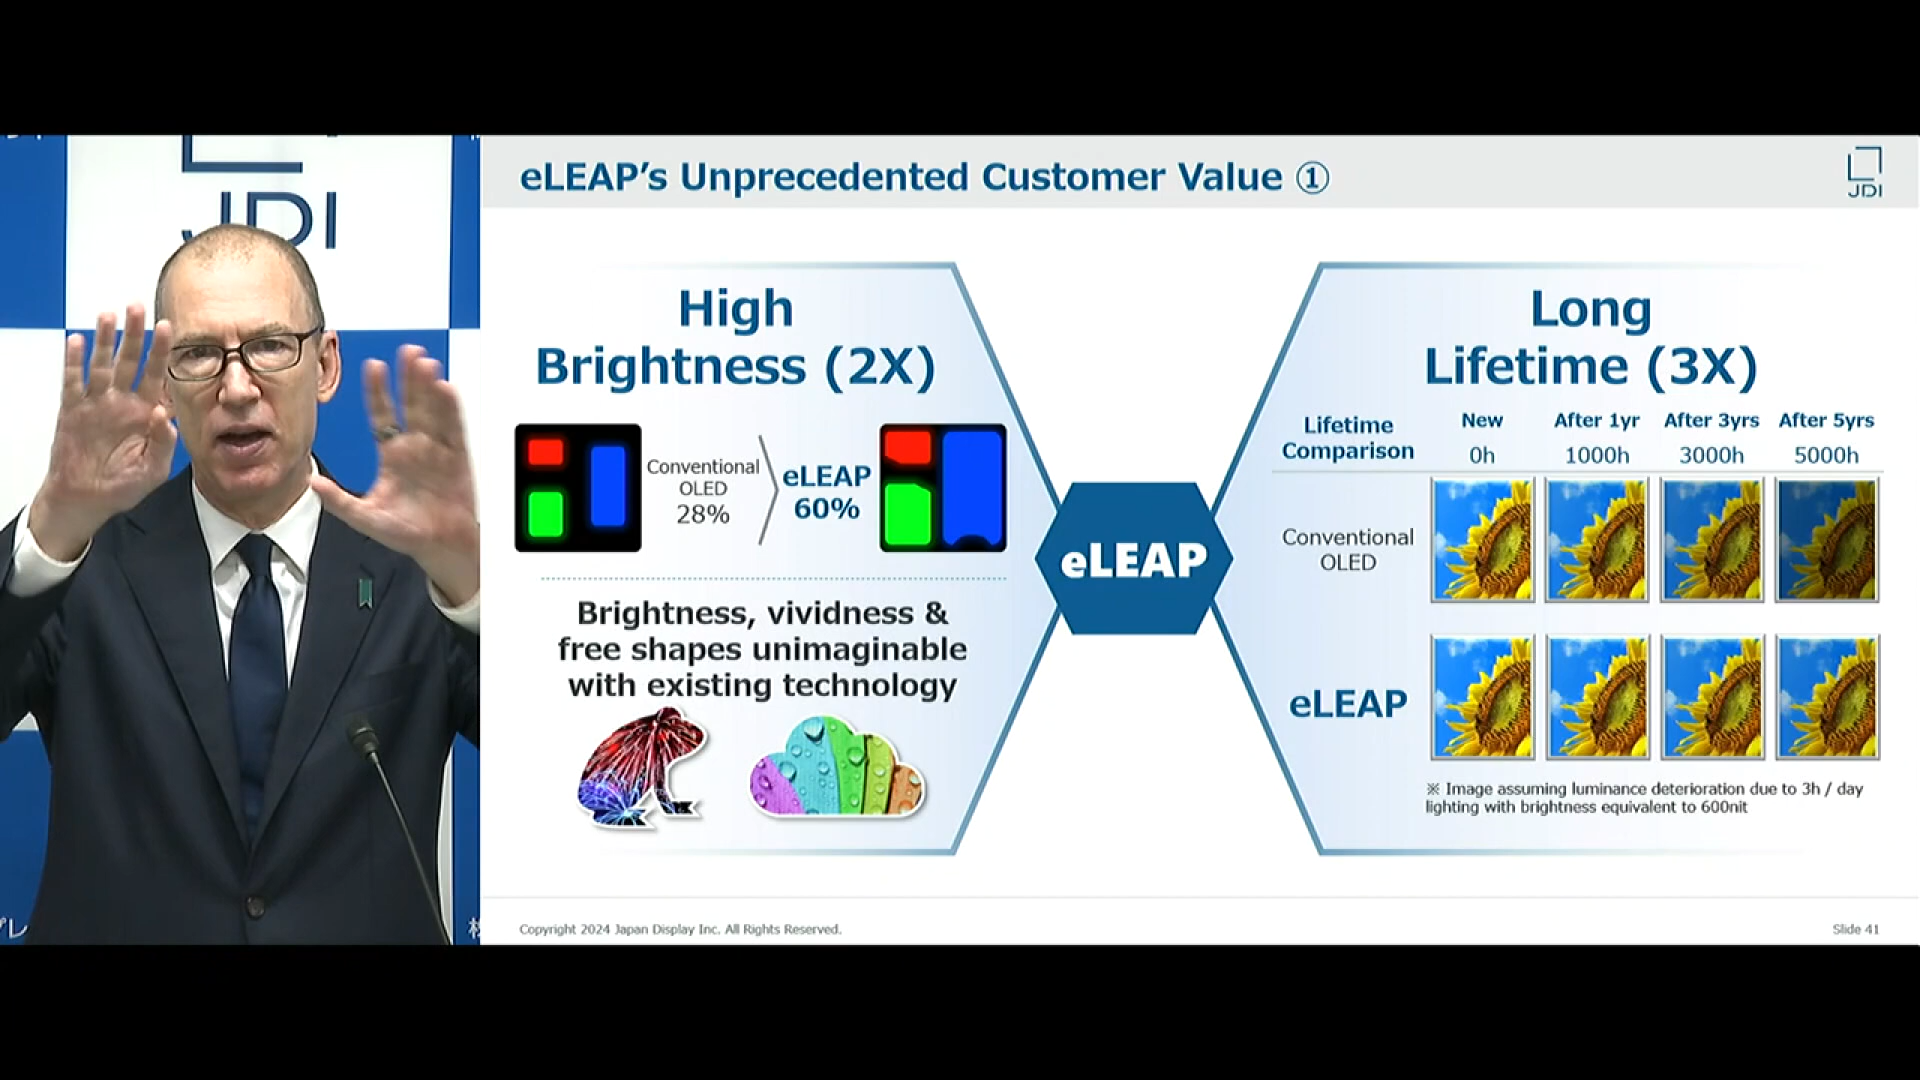 JDI
プレ
eLEAP's Unprecedented Customer Value ①
JDI
High
Brightness (2X)
Conventional
OLED
28%
eLEAP
60%
Brightness, vividness &
free shapes unimaginable
with existing technology
eLEAP
Long
Lifetime (3X)
Lifetime
Comparison
New
After 1yr
After 3yrs
After 5yrs
0h
1000h
3000h
5000h
Conventional
OLED
eLEAP
※ Image assuming luminance deterioration due to 3h / day
lighting with brightness equivalent to 600nit
Copyright 2024 Japan Display Inc. All Rights Reserved.
Slide 41